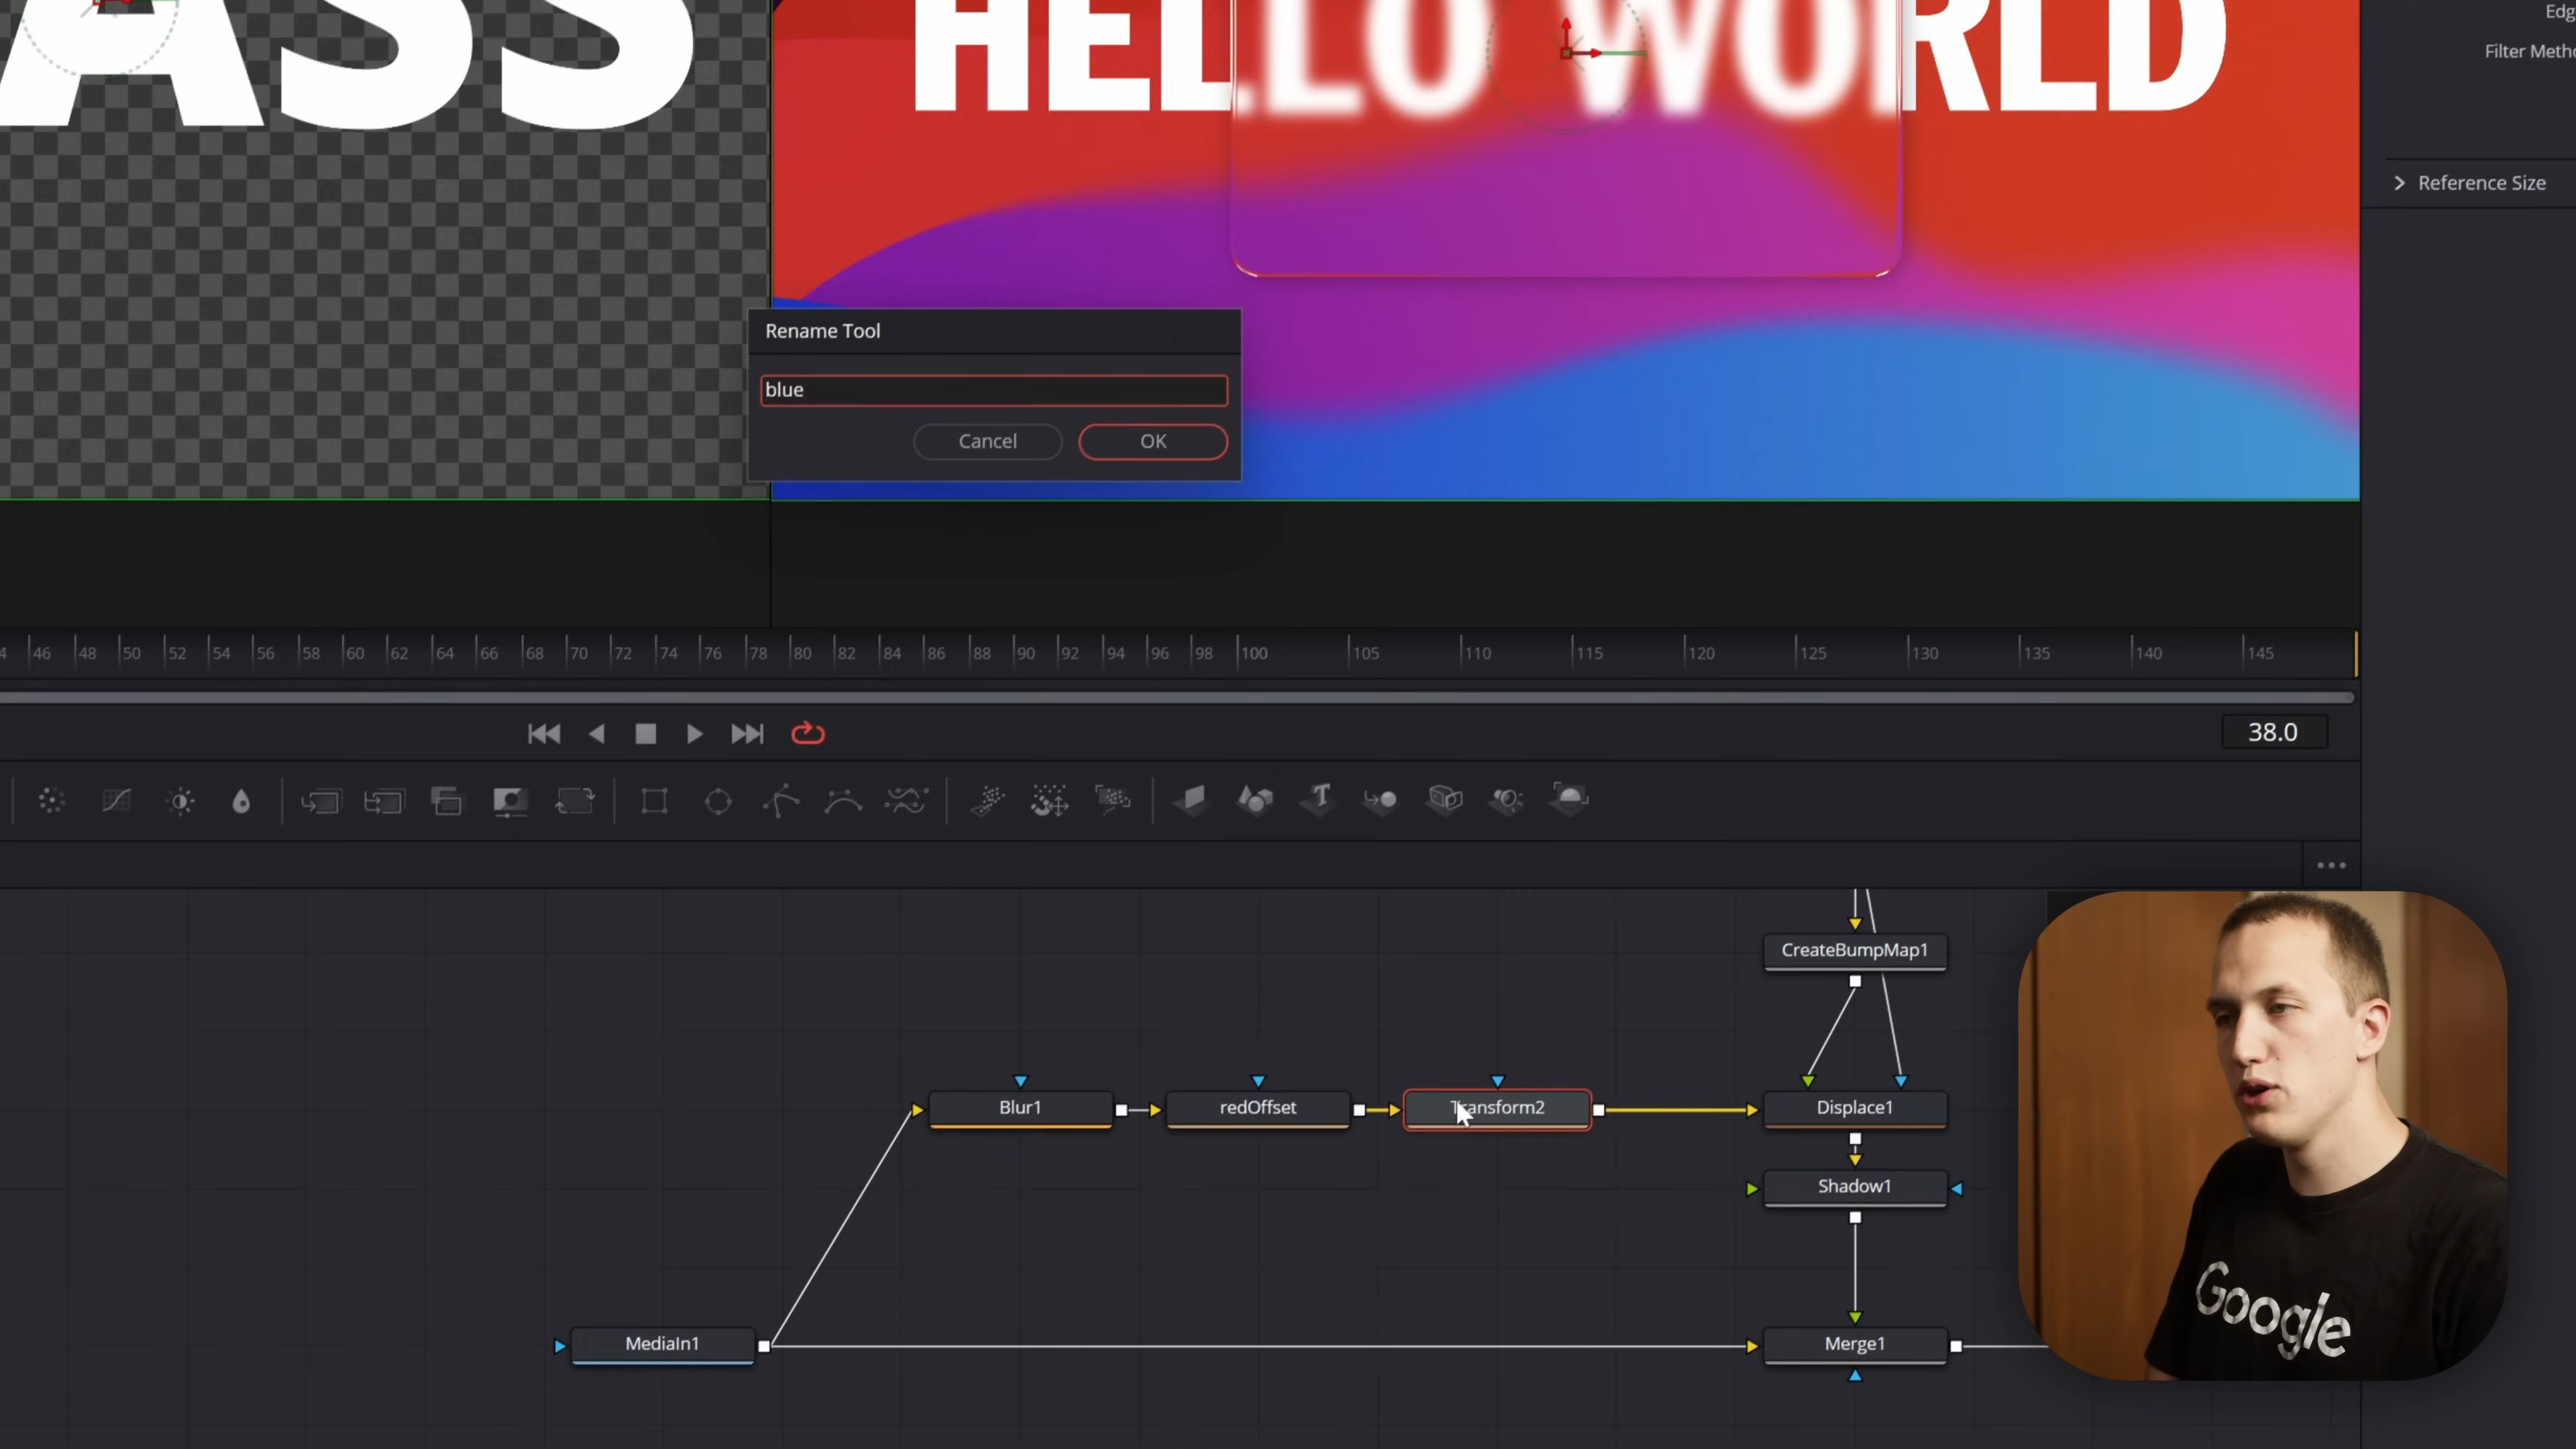 ASS
HELLO WORLD
Edg
Filter Metho
Reference Size
Rename Tool
blue
Cancel
OK
4 46 48 50 52 54 56 58 60 62 64 66 68 70 72 74 76 78 80 82 84 86 88 90 92 94 96 98 100 105 110 115 120 125 130 135 140 145
38.0
CreateBumpMap1
Blur1
redOffset
Transform2
Displace1
Shadow1
MediaIn1
Merge1
Google